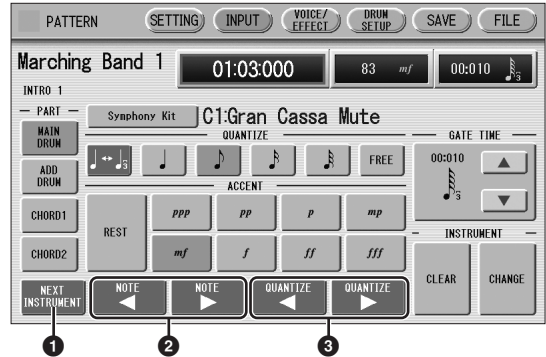 PATTERN SETTING INPUT VOICE/EFFECT DRUM SETUP SAVE FILE
Marching Band 1 01:03:000 83 mf 00:010 3
INTRO 1
PART Symphony Kit C1:Gran Cassa Mute
QUANTIZE GATE TIME
MAIN DRUM 3 FREE 00:010
ADD DRUM ACCENT 3
CHORD1 REST ppp pp p mp
INSTRUMENT
CHORD2 mf f ff fff CLEAR CHANGE
NEXT INSTRUMENT NOTE NOTE QUANTIZE QUANTIZE
1 2 3